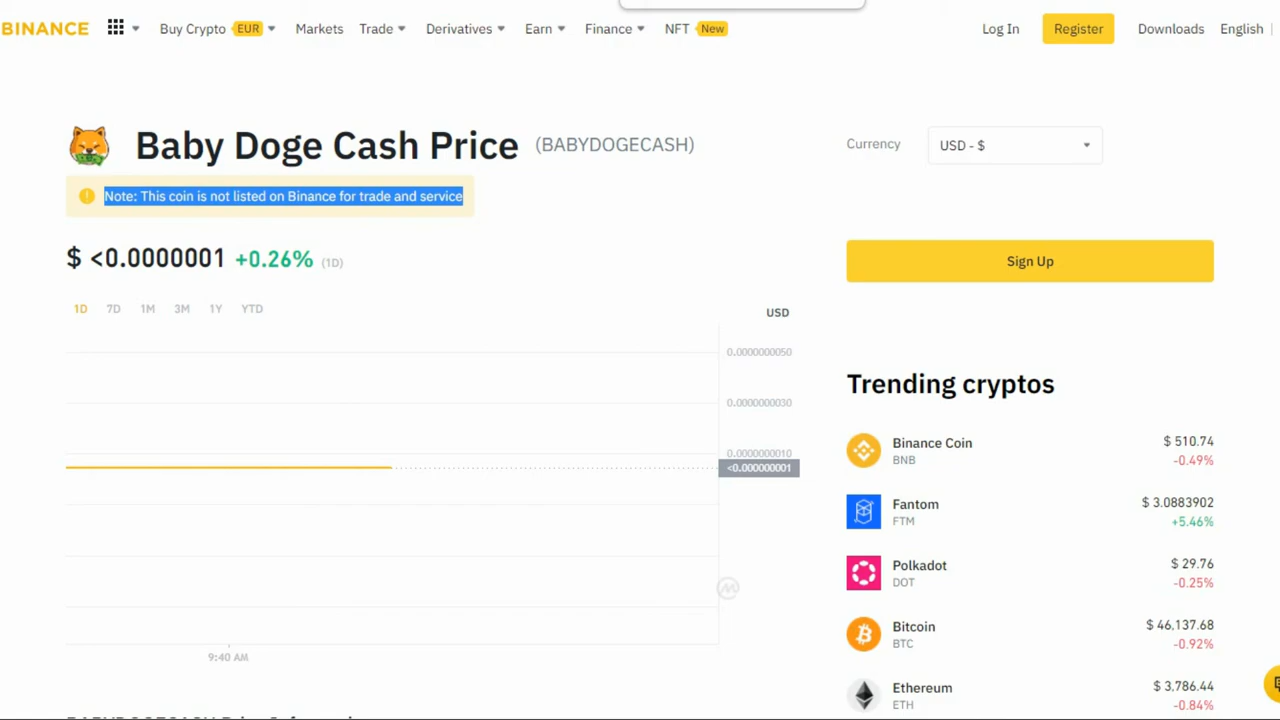 BINANCE Buy Crypto EUR Markets Trade Derivatives Earn Finance NFT New Log In Register Downloads English
Baby Doge Cash Price (BABYDOGECASH)
Currency USD - $
Note: This coin is not listed on Binance for trade and service
$ <0.0000001 +0.26% (1D)
Sign Up
1D 7D 1M 3M 1Y YTD
USD
0.0000000050
0.0000000030
0.0000000010
<0.000000001
9:40 AM
Trending cryptos
Binance Coin $ 510.74
BNB -0.49%
Fantom $ 3.0883902
FTM +5.46%
Polkadot $ 29.76
DOT -0.25%
Bitcoin $ 46,137.68
BTC -0.92%
Ethereum $ 3,786.44
ETH -0.84%